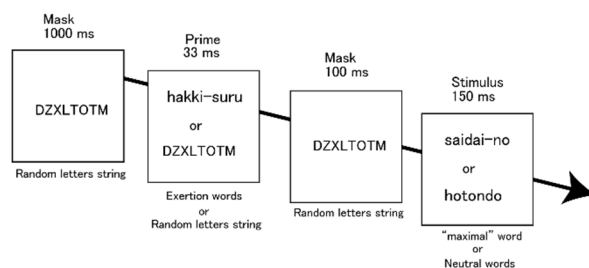 Mask
1000 ms
DZXLTOTM
Random letters string
Prime
33 ms
hakki-suru
or
DZXLTOTM
Exertion words
or
Random letters string
Mask
100 ms
DZXLTOTM
Random letters string
Stimulus
150 ms
saidai-no
or
hotondo
"maximal" word
or
Neutral words